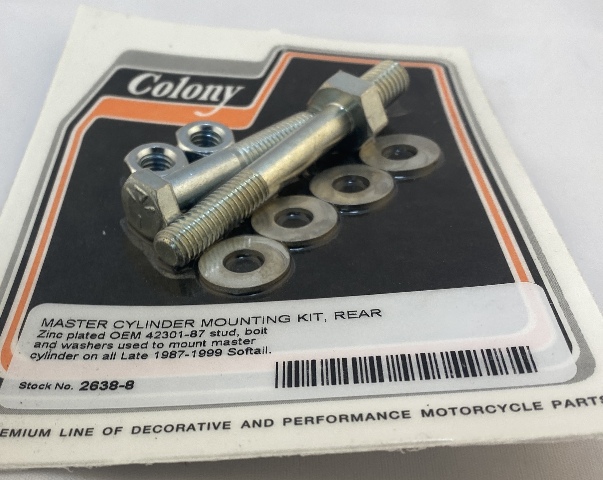 Colony
MASTER CYLINDER MOUNTING KIT, REAR
Zinc plated OEM 42301-87 stud, bolt
and washers used to mount master
cylinder on all Late 1987-1999 Softail.
Stock No. 2638-8
EMIUM LINE OF DECORATIVE AND PERFORMANCE MOTORCYCLE PARTS